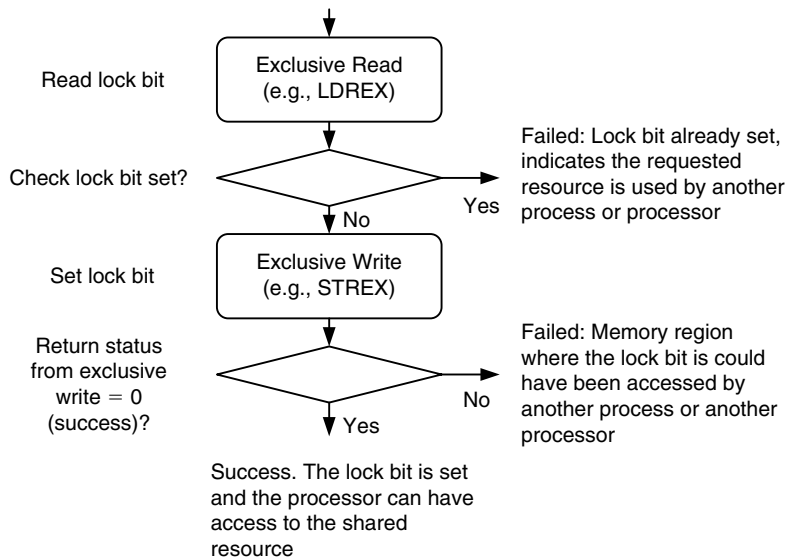 Read lock bit
Exclusive Read
(e.g., LDREX)
Check lock bit set?
Yes
Failed: Lock bit already set,
indicates the requested
resource is used by another
process or processor
No
Set lock bit
Exclusive Write
(e.g., STREX)
Return status
from exclusive
write = 0
(success)?
No
Failed: Memory region
where the lock bit is could
have been accessed by
another process or another
processor
Yes
Success. The lock bit is set
and the processor can have
access to the shared
resource